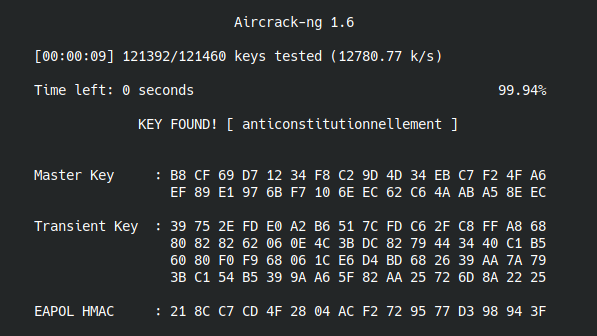 Aircrack-ng 1.6
[00:00:09] 121392/121460 keys tested (12780.77 k/s)
Time left: 0 seconds 99.94%
KEY FOUND! [ anticonstitutionnellement ]
Master Key : B8 CF 69 D7 12 34 F8 C2 9D 4D 34 EB C7 F2 4F A6
EF 89 E1 97 6B F7 10 6E EC 62 C6 4A AB A5 8E EC
Transient Key : 39 75 2E FD E0 A2 B6 51 7C FD C6 2F C8 FF A8 68
80 82 82 62 06 0E 4C 3B DC 82 79 44 34 40 C1 B5
60 80 F0 F9 68 06 1C E6 D4 BD 68 26 39 AA 7A 79
3B C1 54 B5 39 9A A6 5F 82 AA 25 72 6D 8A 22 25
EAPOL HMAC : 21 8C C7 CD 4F 28 04 AC F2 72 95 77 D3 98 94 3F